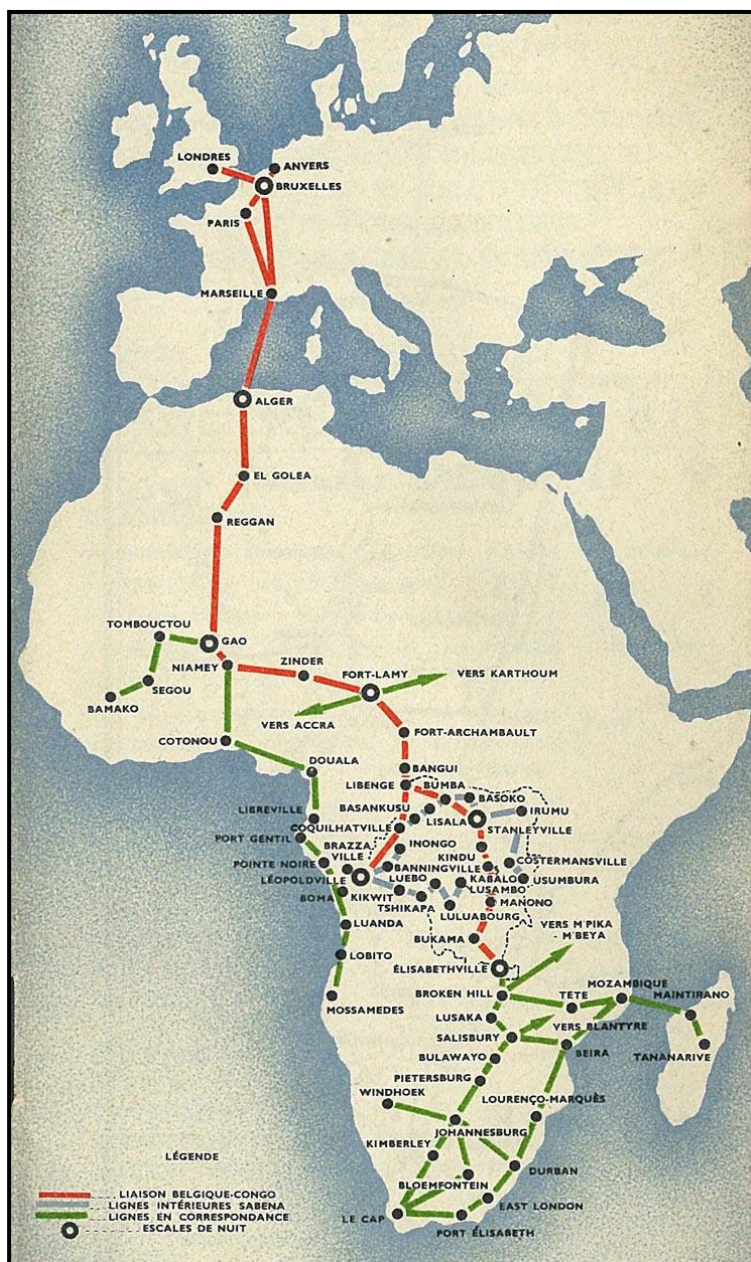 LONDRES
ANVERS
BRUXELLES
PARIS
MARSEILLE
ALGER
EL GOLEA
REGGAN
TOMBOUCTOU
GAO
NIAMEY
ZINDER
FORT-LAMY
VERS KARTHOUM
SEGOU
BAMAKO
VERS ACCRA
FORT-ARCHAMBAULT
COTONOU
DOUALA
BANGUI
LIBENGE
BUMBA
BASOKO
LIBREVILLE
BASANKUSU
LISALA
IRUMU
COQUILHATVILLE
STANLEYVILLE
PORT GENTIL
BRAZZA
VILLE
INONGO
KINDU
COSTERMANSVILLE
POINTE NOIRE
BANNINGVILLE
LÉOPOLDVILLE
LUEBO
KABALO
USUMBURA
BOMA
KIKWIT
LUSAMBO
TSHIKAPA
MANONO
LULUABOURG
LUANDA
VERS M'PIKA
- M'BEYA
BUKAMA
LOBITO
ÉLISABETHVILLE
MOSSAMEDES
BROKEN HILL
TETE
MOZAMBIQUE
MAINTIRANO
LUSAKA
VERS BLANTYRE
SALISBURY
BEIRA
TANANARIVE
BULAWAYO
PIETERSBURG
WINDHOEK
LOURENÇO-MARQUÈS
JOHANNESBURG
KIMBERLEY
DURBAN
BLOEMFONTEIN
EAST LONDON
LE CAP
PORT ÉLISABETH
LÉGENDE
LIAISON BELGIQUE-CONGO
LIGNES INTÉRIEURES SABENA
LIGNES EN CORRESPONDANCE
ESCALES DE NUIT